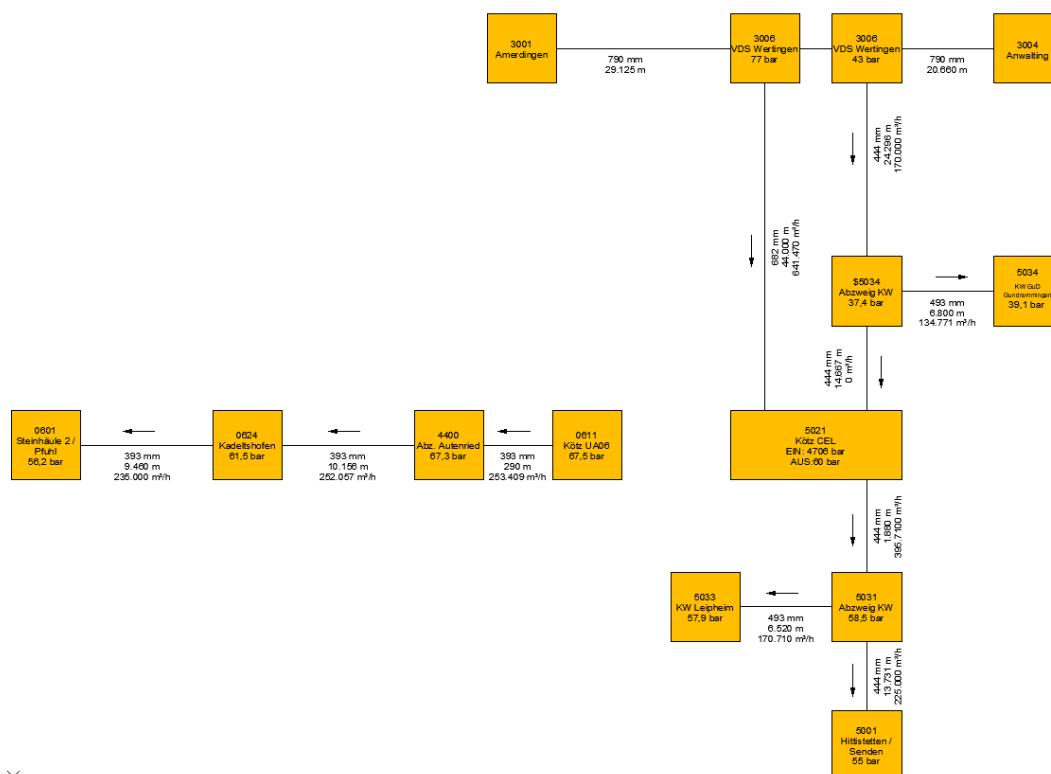 3001
Amerdingen
790 mm
29.125 m
3006
VDS Wertingen
77 bar
3006
VDS Wertingen
43 bar
790 mm
20.660 m
3004
Anwalting
444 mm
24.296 m
170.000 m³/h
682 mm
44.000 m
641.470 m³/h
S5034
Abzweig KW
37,4 bar
493 mm
6.800 m
134.771 m³/h
5034
KW GuD
Gundremmingen
39,1 bar
444 mm
14.667 m
0 m³/h
0601
Steinhäule 2 /
Pfuhl
56,2 bar
393 mm
9.460 m
235.000 m³/h
0624
Kadeltshofen
61,5 bar
393 mm
10.156 m
252.057 m³/h
4400
Abz. Autenried
67,3 bar
393 mm
290 m
253.409 m³/h
0611
Kötz UA06
67,5 bar
5021
Kötz CEL
EIN: 4706 bar
AUS:60 bar
444 mm
1.880 m
395.7100 m³/h
5033
KW Leipheim
57,9 bar
493 mm
6.520 m
170.710 m³/h
5031
Abzweig KW
58,5 bar
444 mm
13.731 m
225.000 m³/h
5001
Hittistetten /
Senden
55 bar